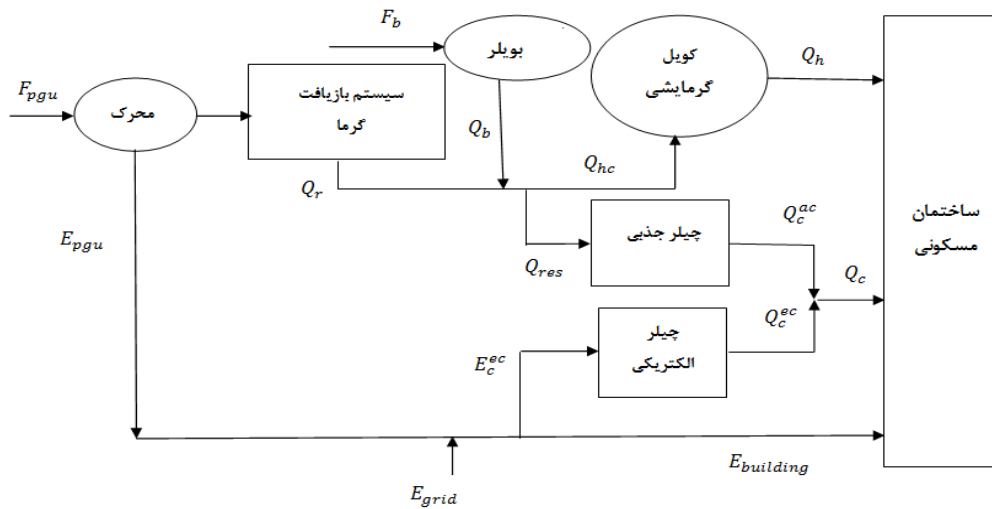 F_b
بویلر
کویل
گرمایشی
Q_h
F_pgu
محرک
سیستم بازیافت
گرما
Q_b
Q_r
Q_hc
ساختمان
مسکونی
E_pgu
چیلر جذبی
Q_c^ac
Q_res
Q_c
Q_c^ec
چیلر
الکتریکی
E_c^ec
E_building
E_grid